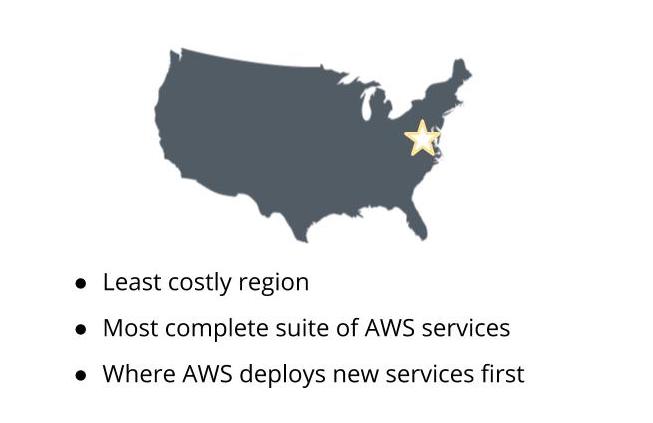 ● Least costly region
● Most complete suite of AWS services
● Where AWS deploys new services first